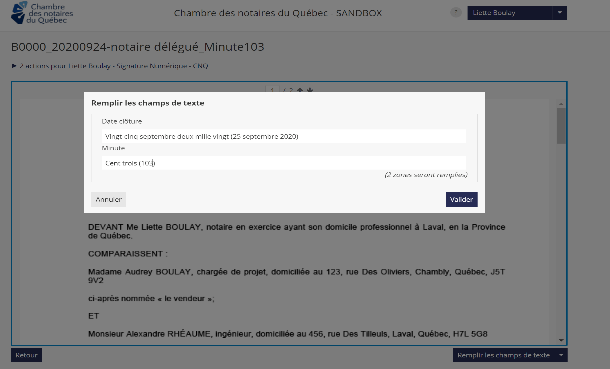 Chambre
des notaires
du Québec
Chambre des notaires du Québec - SANDBOX
?
Liette Boulay
B0000_20200924-notaire délégué_Minute103
2 actions pour Liette Boulay - Signature Numérique - CNQ
1 / 2
Remplir les champs de texte
Date clôture
Vingt-cinq septembre deux mille vingt (25 septembre 2020)
Minute
Cent trois (103)
(2 zones seront remplies)
Annuler
Valider
DEVANT Me Liette BOULAY, notaire en exercice ayant son domicile professionnel à Laval, en la Province
de Québec.
COMPARAISSENT :
Madame Audrey BOULAY, chargée de projet, domiciliée au 123, rue Des Oliviers, Chambly, Québec, J5T
9V2
ci-après nommée « le vendeur »;
ET
Monsieur Alexandre RHÉAUME, ingénieur, domiciliée au 456, rue Des Tilleuls, Laval, Québec, H7L 5G8
Retour
Remplir les champs de texte